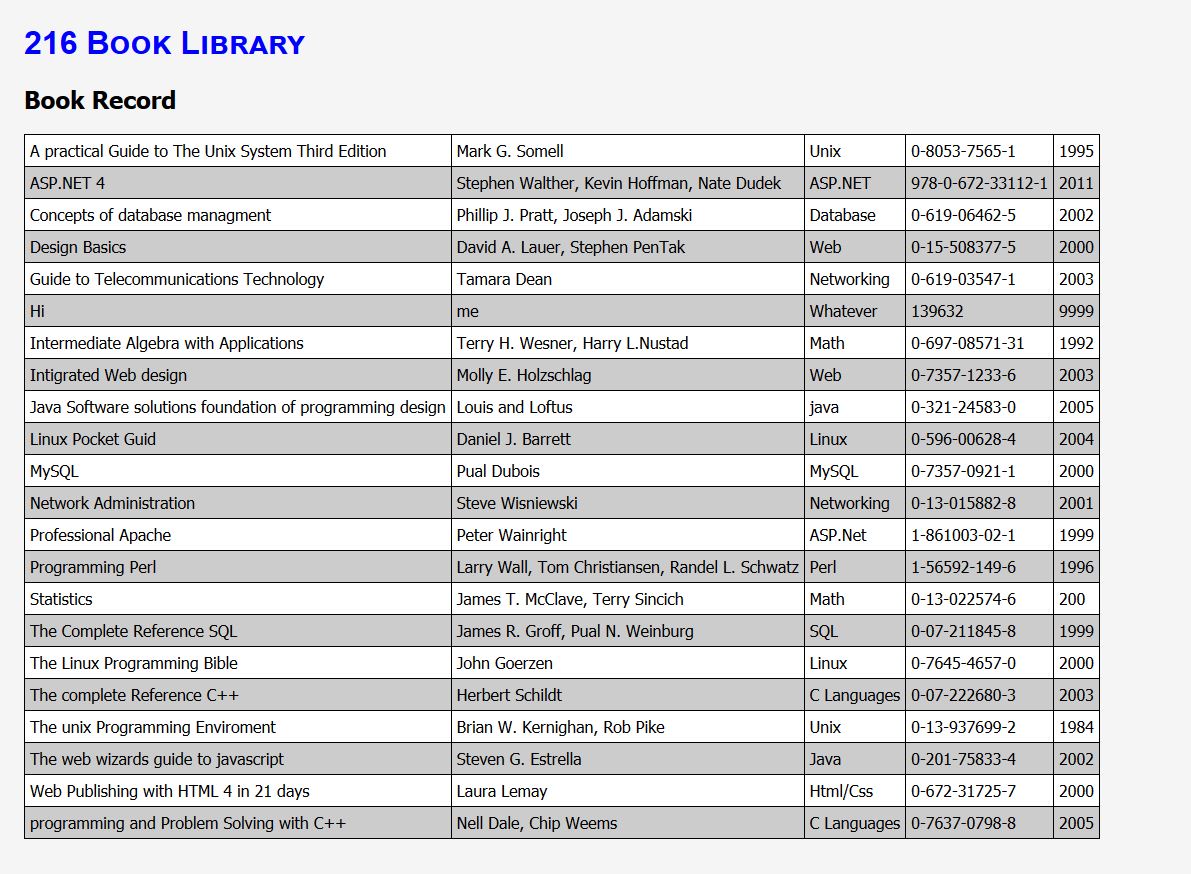 216 Book Library
Book Record
A practical Guide to The Unix System Third Edition Mark G. Somell Unix 0-8053-7565-1 1995
ASP.NET 4 Stephen Walther, Kevin Hoffman, Nate Dudek ASP.NET 978-0-672-33112-1 2011
Concepts of database managment Phillip J. Pratt, Joseph J. Adamski Database 0-619-06462-5 2002
Design Basics David A. Lauer, Stephen PenTak Web 0-15-508377-5 2000
Guide to Telecommunications Technology Tamara Dean Networking 0-619-03547-1 2003
Hi me Whatever 139632 9999
Intermediate Algebra with Applications Terry H. Wesner, Harry L.Nustad Math 0-697-08571-31 1992
Intigrated Web design Molly E. Holzschlag Web 0-7357-1233-6 2003
Java Software solutions foundation of programming design Louis and Loftus java 0-321-24583-0 2005
Linux Pocket Guid Daniel J. Barrett Linux 0-596-00628-4 2004
MySQL Pual Dubois MySQL 0-7357-0921-1 2000
Network Administration Steve Wisniewski Networking 0-13-015882-8 2001
Professional Apache Peter Wainright ASP.Net 1-861003-02-1 1999
Programming Perl Larry Wall, Tom Christiansen, Randel L. Schwatz Perl 1-56592-149-6 1996
Statistics James T. McClave, Terry Sincich Math 0-13-022574-6 200
The Complete Reference SQL James R. Groff, Pual N. Weinburg SQL 0-07-211845-8 1999
The Linux Programming Bible John Goerzen Linux 0-7645-4657-0 2000
The complete Reference C++ Herbert Schildt C Languages 0-07-222680-3 2003
The unix Programming Enviroment Brian W. Kernighan, Rob Pike Unix 0-13-937699-2 1984
The web wizards guide to javascript Steven G. Estrella Java 0-201-75833-4 2002
Web Publishing with HTML 4 in 21 days Laura Lemay Html/Css 0-672-31725-7 2000
programming and Problem Solving with C++ Nell Dale, Chip Weems C Languages 0-7637-0798-8 2005